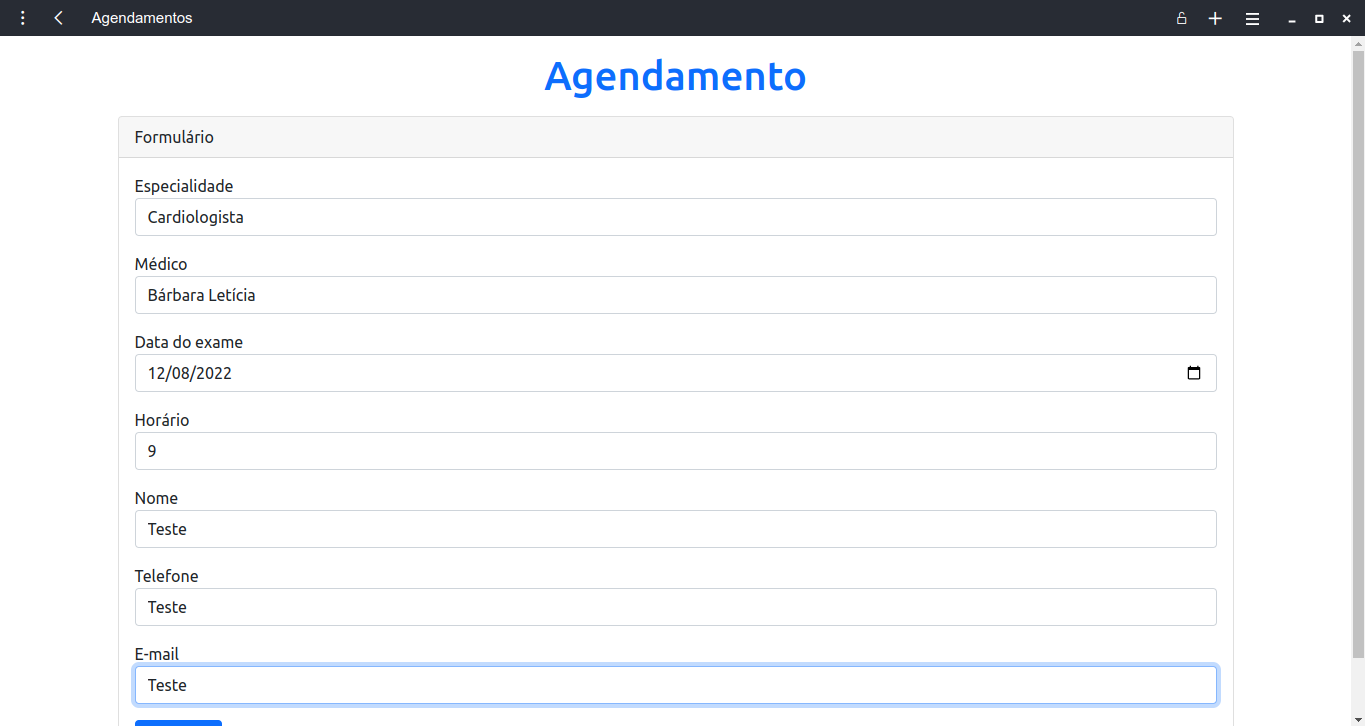 Agendamentos
Agendamento
Formulário
Especialidade
Cardiologista
Médico
Bárbara Letícia
Data do exame
12/08/2022
Horário
9
Nome
Teste
Telefone
Teste
E-mail
Teste